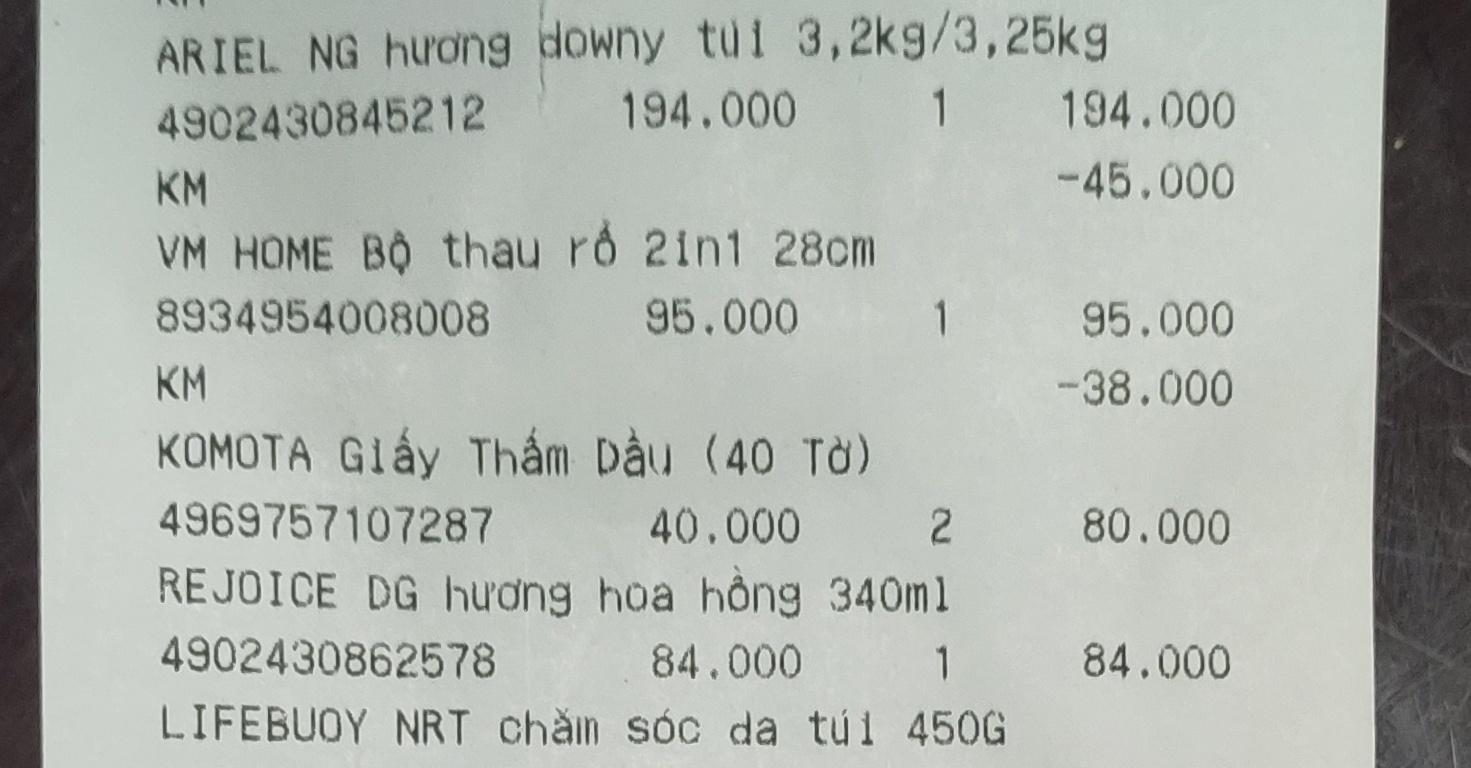 KM
ARIEL NG hương downy túi 3,2kg/3,25kg
4902430845212 194.000 1 194.000
KM -45.000
VM HOME Bộ thau rổ 2in1 28cm
8934954008008 95.000 1 95.000
KM -38.000
KOMOTA Giấy Thấm Dầu (40 Tờ)
4969757107287 40.000 2 80.000
REJOICE DG hương hoa hồng 340ml
4902430862578 84.000 1 84.000
LIFEBUOY NRT chăm sóc da túi 450G